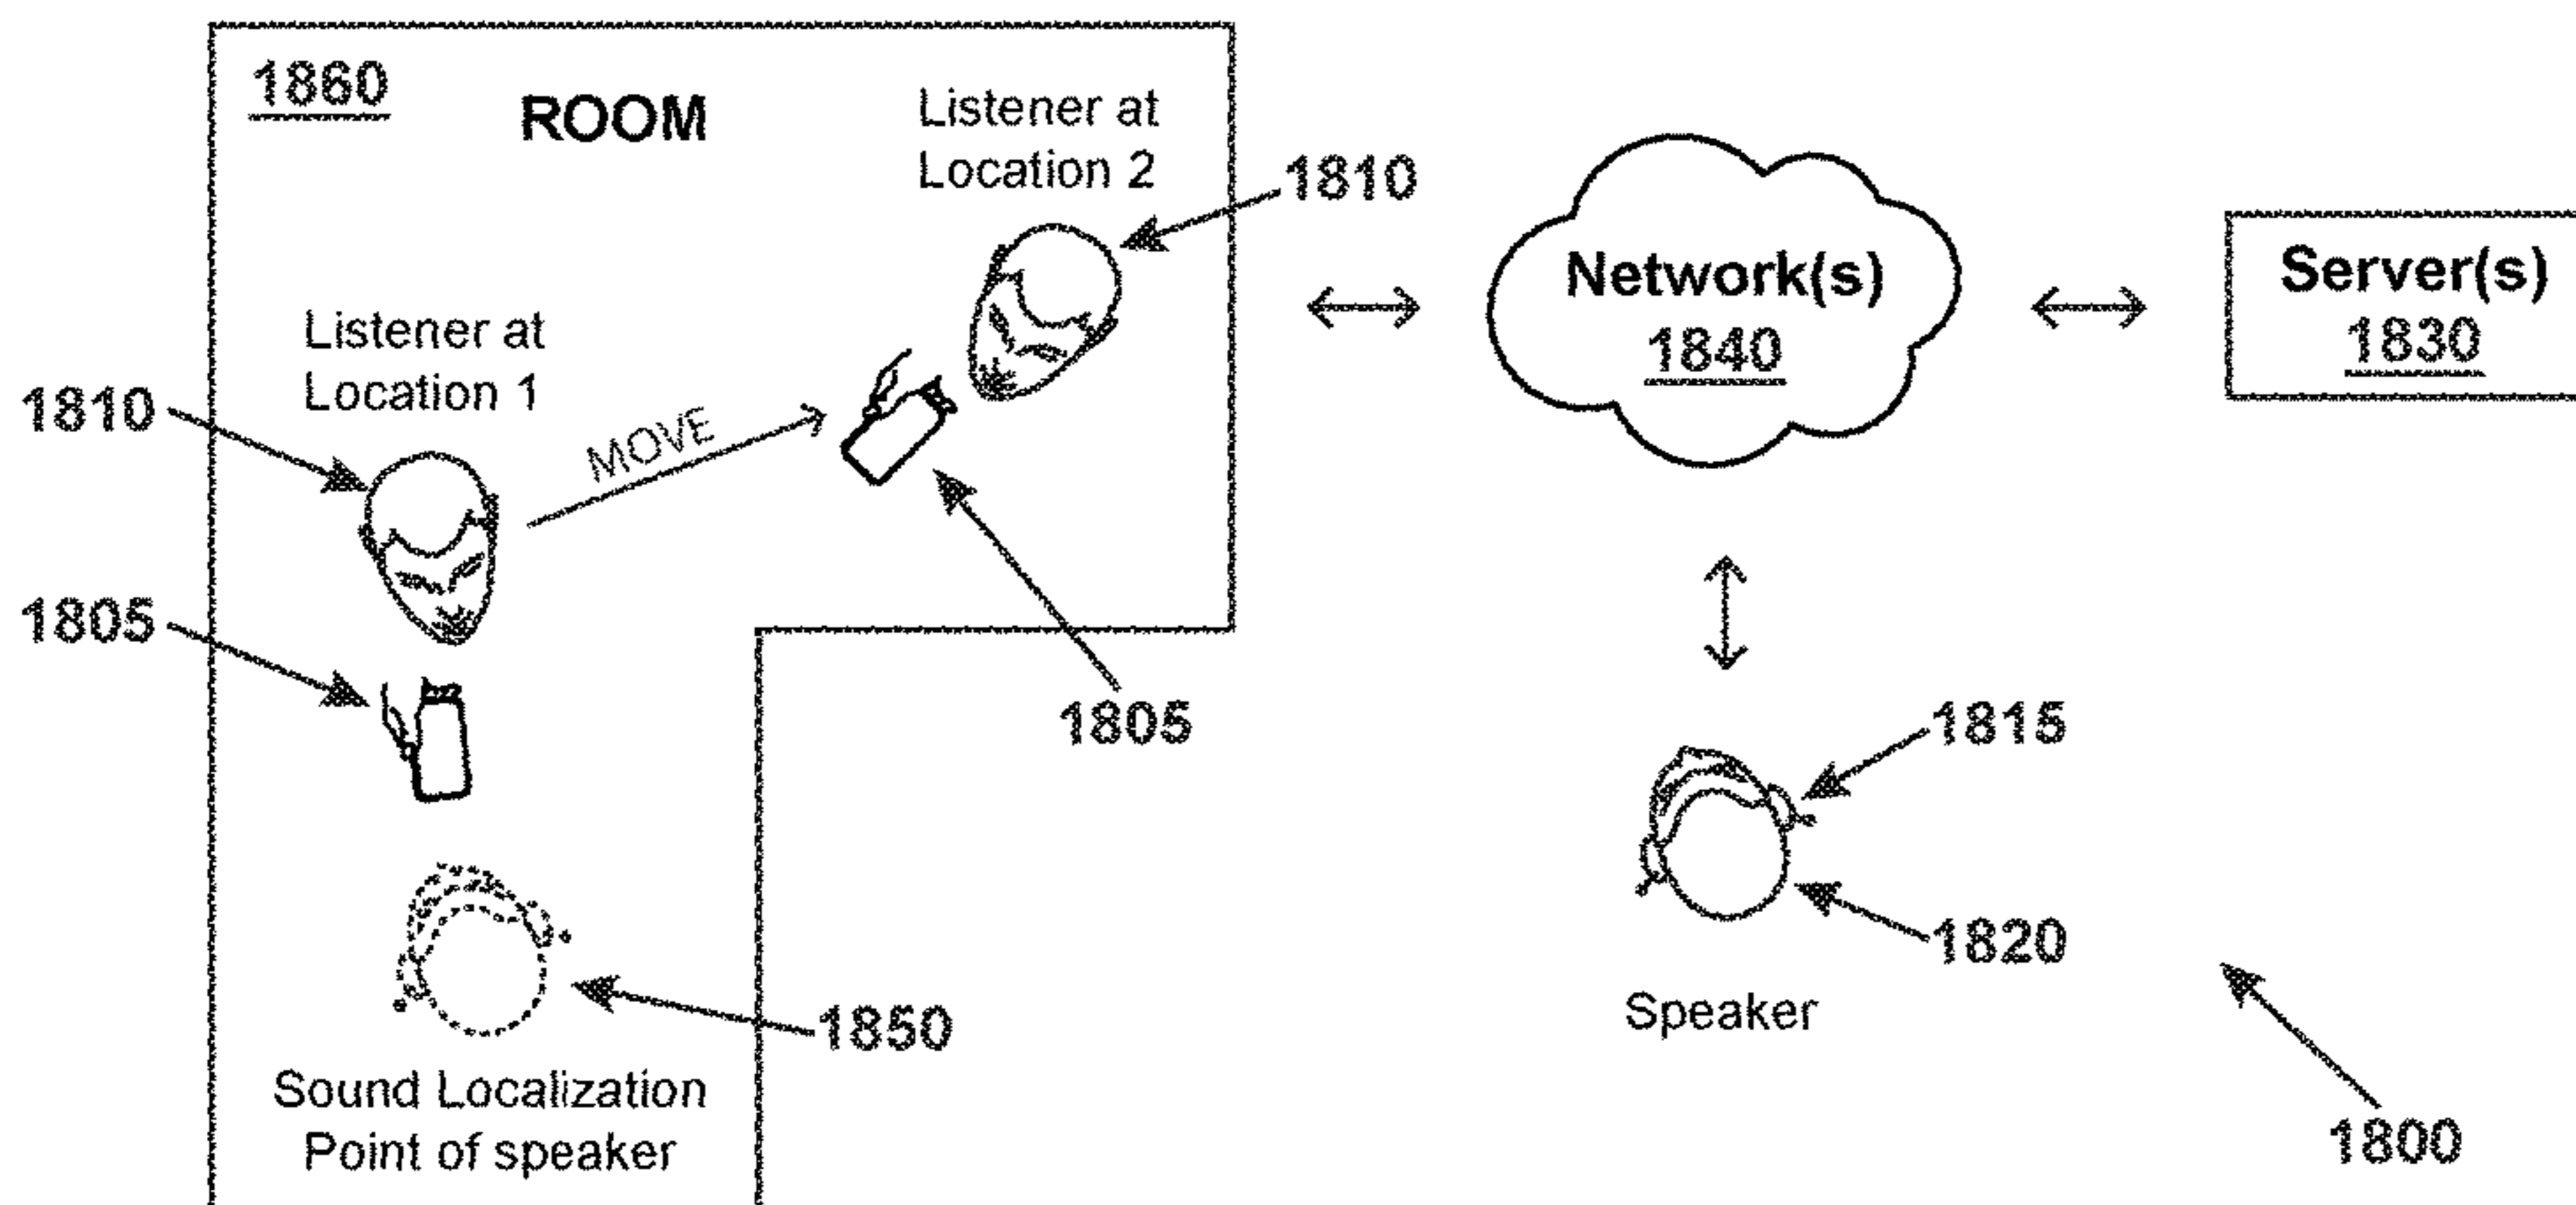 1860
ROOM
Listener at
Location 2
1810
Network(s)
1840
Server(s)
1830
Listener at
Location 1
1810
MOVE
1805
1805
1815
1820
Speaker
1850
Sound Localization
Point of speaker
1800